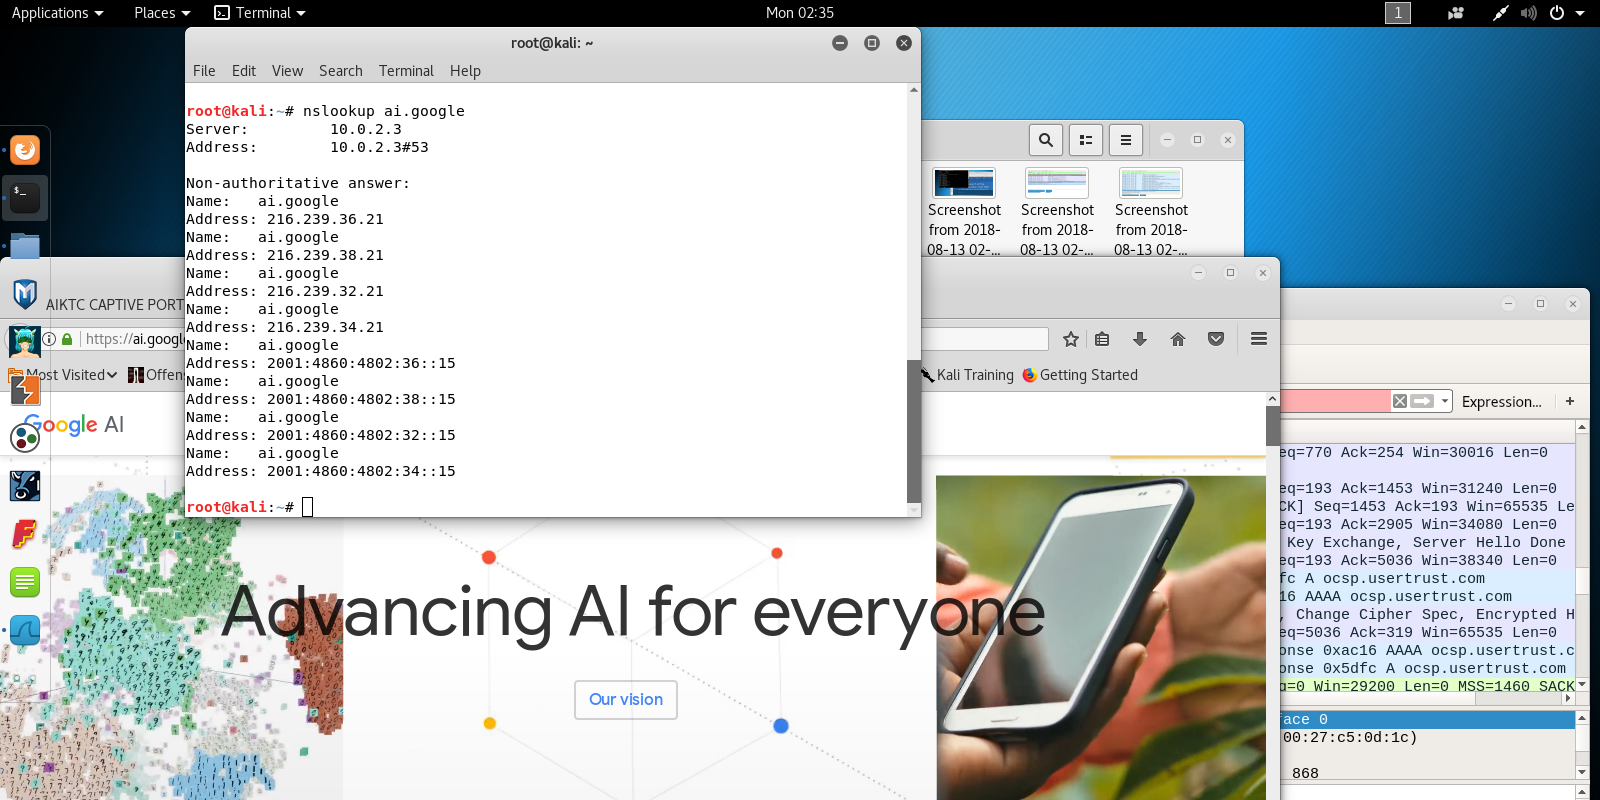 Applications Places Terminal Mon 02:35 1
root@kali: ~
File Edit View Search Terminal Help
root@kali:~# nslookup ai.google
Server: 10.0.2.3
Address: 10.0.2.3#53
Non-authoritative answer:
Name: ai.google
Address: 216.239.36.21
Name: ai.google
Address: 216.239.38.21
Name: ai.google
Address: 216.239.32.21
Name: ai.google
Address: 216.239.34.21
Name: ai.google
Address: 2001:4860:4802:36::15
Name: ai.google
Address: 2001:4860:4802:38::15
Name: ai.google
Address: 2001:4860:4802:32::15
Name: ai.google
Address: 2001:4860:4802:34::15
root@kali:~#
Screenshot from 2018-08-13 02-...
Screenshot from 2018-08-13 02-...
Screenshot from 2018-08-13 02-...
AIKTC CAPTIVE PORT
https://ai.googl
Most Visited Offens Kali Training Getting Started
Google AI
Advancing AI for everyone
Our vision
Expression... +
eq=770 Ack=254 Win=30016 Len=0
eq=193 Ack=1453 Win=31240 Len=0
CK] Seq=1453 Ack=193 Win=65535 Le
eq=193 Ack=2905 Win=34080 Len=0
Key Exchange, Server Hello Done
eq=193 Ack=5036 Win=38340 Len=0
dfc A ocsp.usertrust.com
16 AAAA ocsp.usertrust.com
, Change Cipher Spec, Encrypted H
eq=5036 Ack=319 Win=65535 Len=0
onse 0xac16 AAAA ocsp.usertrust.c
onse 0x5dfc A ocsp.usertrust.com
q=0 Win=29200 Len=0 MSS=1460 SACK
face 0
00:27:c5:0d:1c)
868